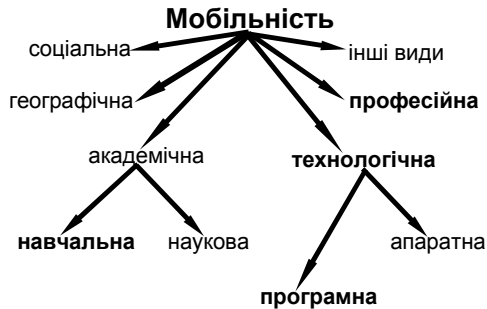 Мобільність
соціальна
інші види
географічна
професійна
академічна
технологічна
навчальна
наукова
апаратна
програмна